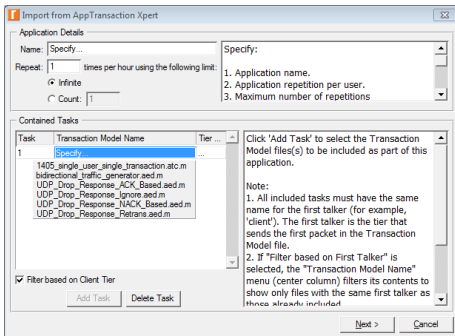 Import from AppTransaction Xpert
Application Details
Name: Specify...
Repeat: 1 times per hour using the following limit:
Infinite
Count: 1
Specify:
1. Application name.
2. Application repetition per user.
3. Maximum number of repetitions
Contained Tasks
Task Transaction Model Name Tier ...
1 Specify... ...
1405_single_user_single_transaction.atc.m
bidirectional_traffic_generator.aed.m
UDP_Drop_Response_ACK_Based.aed.m
UDP_Drop_Response_Ignore.aed.m
UDP_Drop_Response_NACK_Based.aed.m
UDP_Drop_Response_Retrans.aed.m
Click 'Add Task' to select the Transaction
Model files(s) to be included as part of this
application.
Note:
1. All included tasks must have the same
name for the first talker (for example,
'client'). The first talker is the tier that
sends the first packet in the Transaction
Model file.
2. If "Filter based on First Talker" is
selected, the "Transaction Model Name"
menu (center column) filters its contents to
show only files with the same first talker as
those already included
Filter based on Client Tier
Add Task Delete Task
Next > Cancel